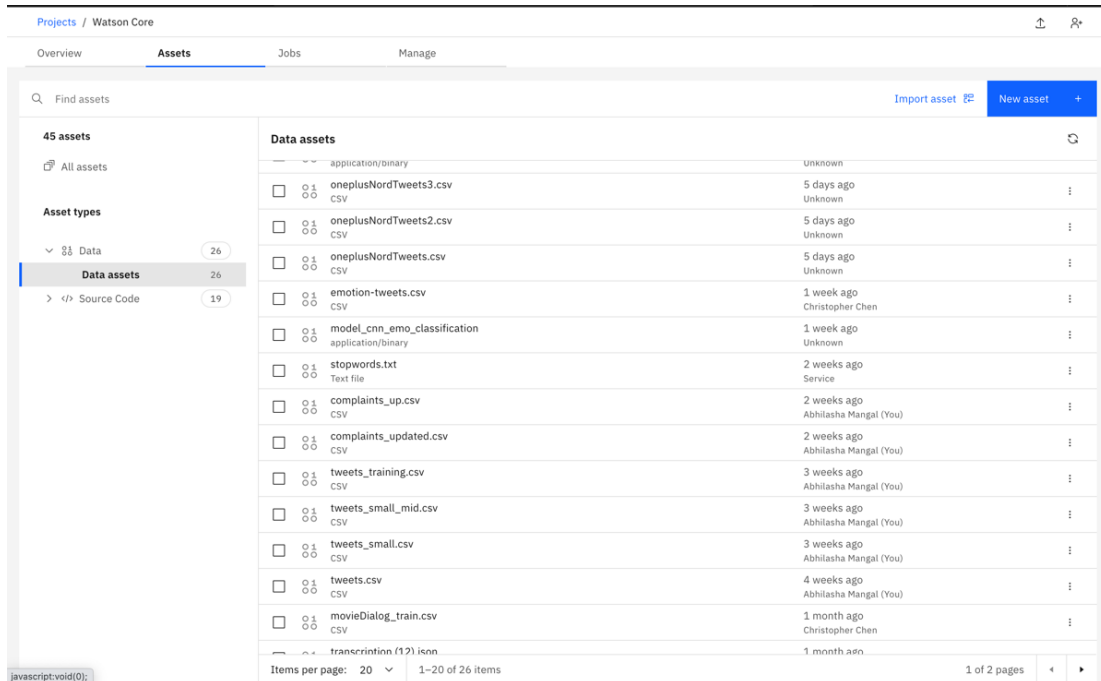 Projects / Watson Core
Overview Assets Jobs Manage
Find assets
Import asset
New asset +
45 assets
All assets
Asset types
Data 26
Data assets 26
</> Source Code 19
Data assets
application/binary Unknown
oneplusNordTweets3.csv 5 days ago
CSV Unknown
oneplusNordTweets2.csv 5 days ago
CSV Unknown
oneplusNordTweets.csv 5 days ago
CSV Unknown
emotion-tweets.csv 1 week ago
CSV Christopher Chen
model_cnn_emo_classification 1 week ago
application/binary Unknown
stopwords.txt 2 weeks ago
Text file Service
complaints_up.csv 2 weeks ago
CSV Abhilasha Mangal (You)
complaints_updated.csv 2 weeks ago
CSV Abhilasha Mangal (You)
tweets_training.csv 3 weeks ago
CSV Abhilasha Mangal (You)
tweets_small_mid.csv 3 weeks ago
CSV Abhilasha Mangal (You)
tweets_small.csv 3 weeks ago
CSV Abhilasha Mangal (You)
tweets.csv 4 weeks ago
CSV Abhilasha Mangal (You)
movieDialog_train.csv 1 month ago
CSV Christopher Chen
transcription (12).json 1 month ago
Items per page: 20 1–20 of 26 items 1 of 2 pages
javascript:void(0);